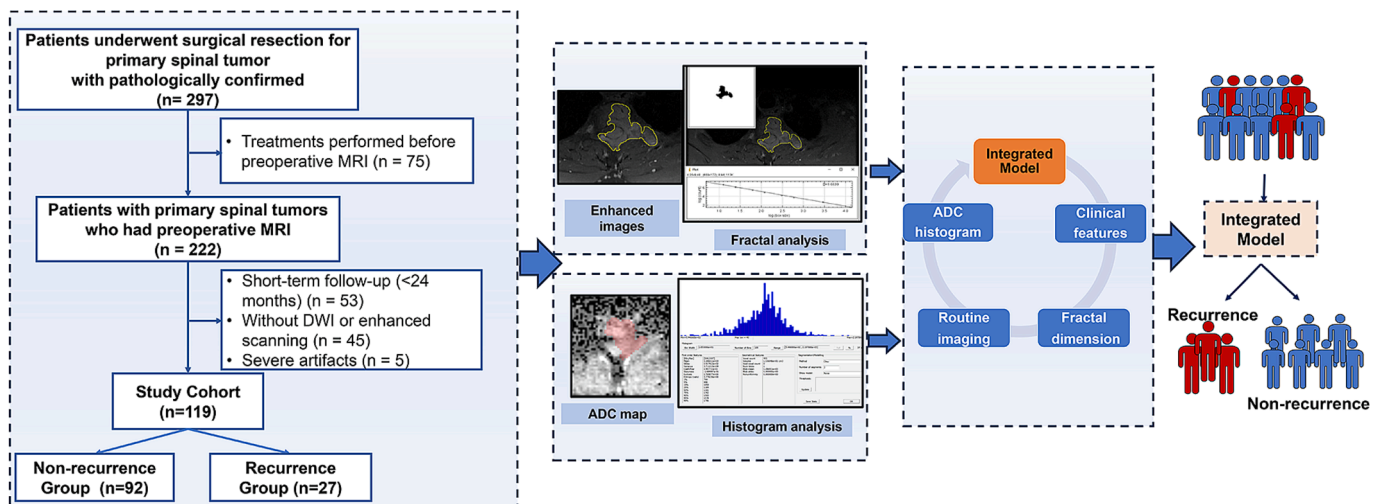 Patients underwent surgical resection for
primary spinal tumor
with pathologically confirmed
(n= 297)
• Treatments performed before
preoperative MRI (n = 75)
Patients with primary spinal tumors
who had preoperative MRI
(n = 222)
• Short-term follow-up (<24
months) (n = 53)
• Without DWI or enhanced
scanning (n = 45)
• Severe artifacts (n = 5)
Study Cohort
(n=119)
Non-recurrence
Group (n=92)
Recurrence
Group (n=27)
Enhanced
images
Fractal analysis
ADC map
Histogram analysis
Integrated
Model
ADC
histogram
Clinical
features
Routine
imaging
Fractal
dimension
Integrated
Model
Recurrence
Non-recurrence